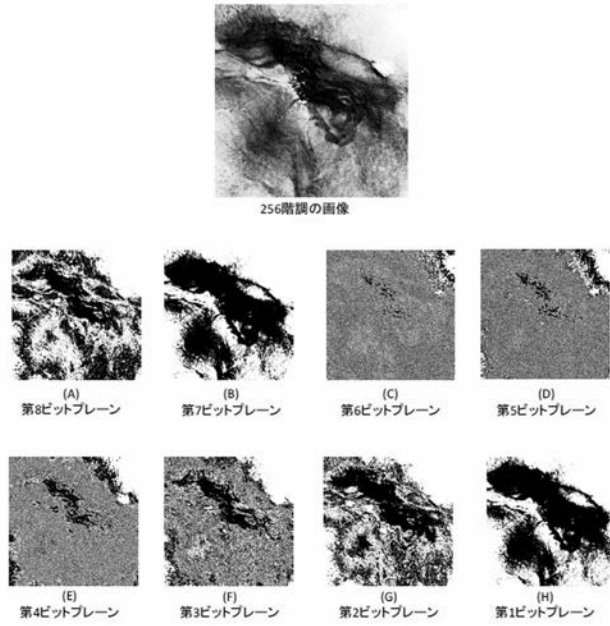 256階調の画像
(A)
第8ビットプレーン
(B)
第7ビットプレーン
(C)
第6ビットプレーン
(D)
第5ビットプレーン
(E)
第4ビットプレーン
(F)
第3ビットプレーン
(G)
第2ビットプレーン
(H)
第1ビットプレーン